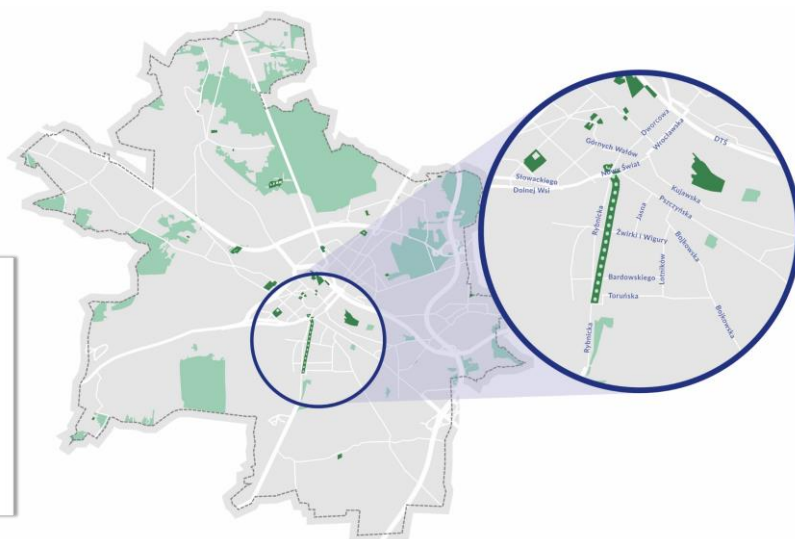 Dworcowa
Wrocławska
DTŚ
Górnych Wałów
Nowy Świat
Słowackiego
Dolnej Wsi
Kujawska
Pszczyńska
Jasna
Rybnicka
Żwirki i Wigury
Bojkowska
Lotników
Bardowskiego
Toruńska
Bojkowska
Rybnicka